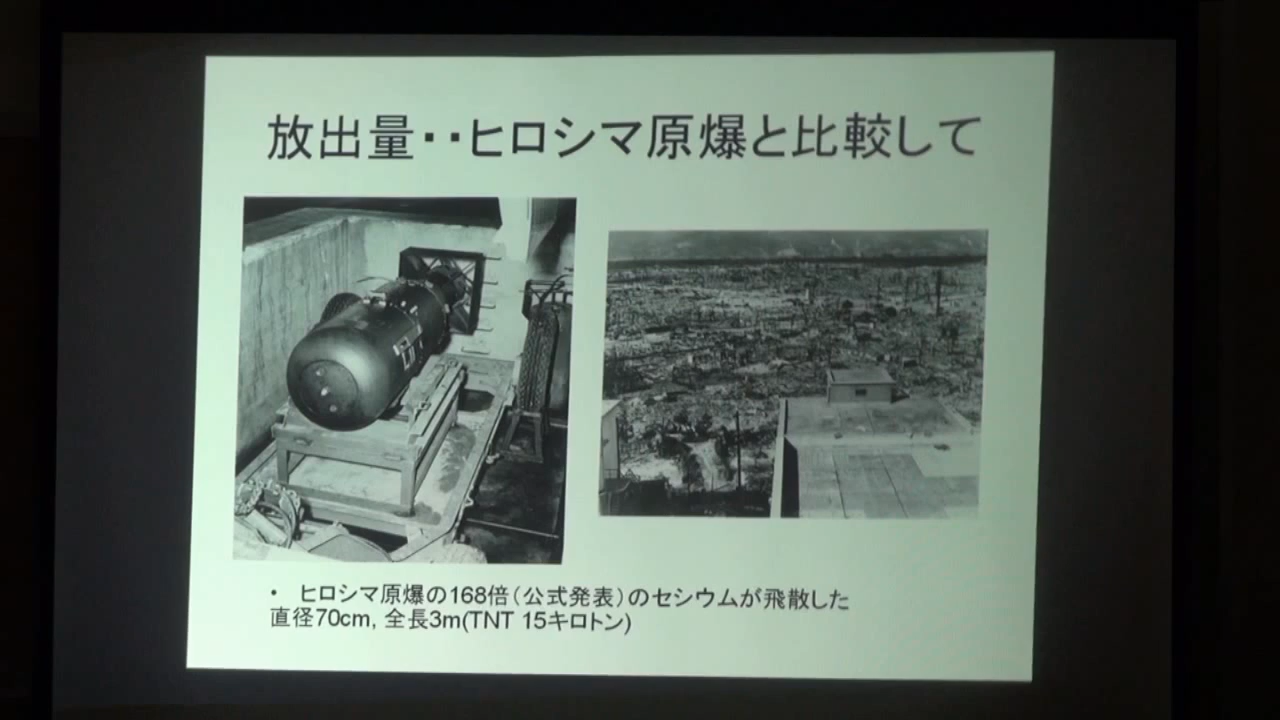 放出量・・ヒロシマ原爆と比較して
・ ヒロシマ原爆の168倍（公式発表）のセシウムが飛散した
直径70cm, 全長3m(TNT 15キロトン)